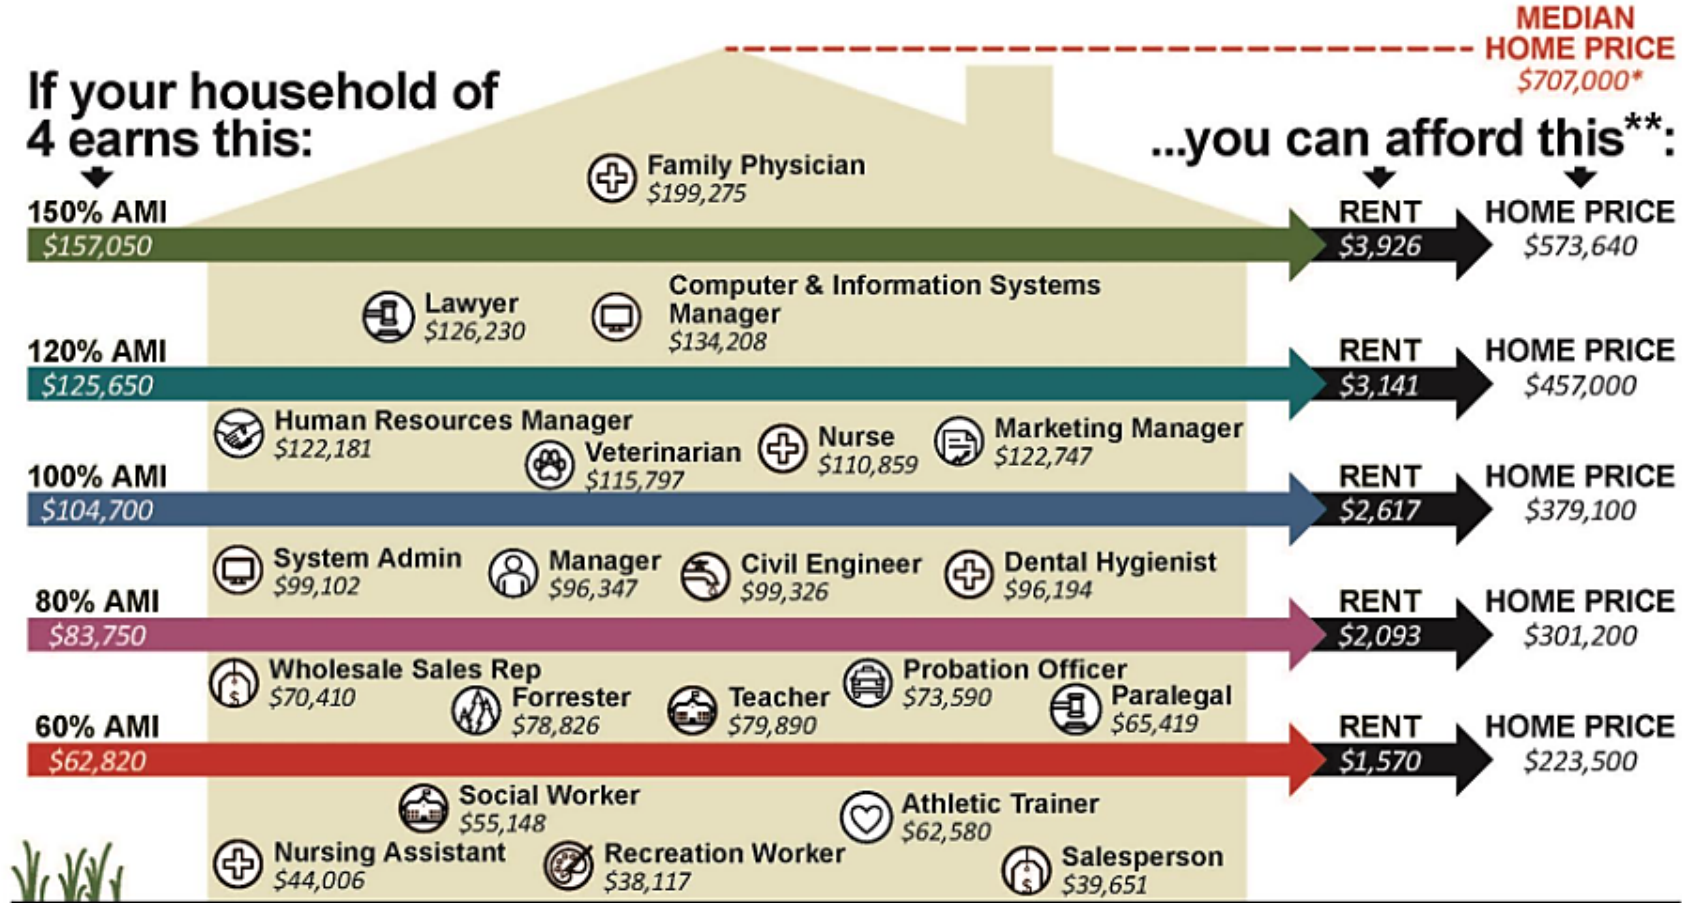 MEDIAN
HOME PRICE
$707,000*
If your household of
4 earns this:
...you can afford this**:
Family Physician
$199,275
150% AMI
$157,050
RENT
$3,926
HOME PRICE
$573,640
Lawyer
$126,230
Computer & Information Systems
Manager
$134,208
120% AMI
$125,650
RENT
$3,141
HOME PRICE
$457,000
Human Resources Manager
$122,181
Veterinarian
$115,797
Nurse
$110,859
Marketing Manager
$122,747
100% AMI
$104,700
RENT
$2,617
HOME PRICE
$379,100
System Admin
$99,102
Manager
$96,347
Civil Engineer
$99,326
Dental Hygienist
$96,194
80% AMI
$83,750
RENT
$2,093
HOME PRICE
$301,200
Wholesale Sales Rep
$70,410
Forrester
$78,826
Teacher
$79,890
Probation Officer
$73,590
Paralegal
$65,419
60% AMI
$62,820
RENT
$1,570
HOME PRICE
$223,500
Social Worker
$55,148
Athletic Trainer
$62,580
Nursing Assistant
$44,006
Recreation Worker
$38,117
Salesperson
$39,651